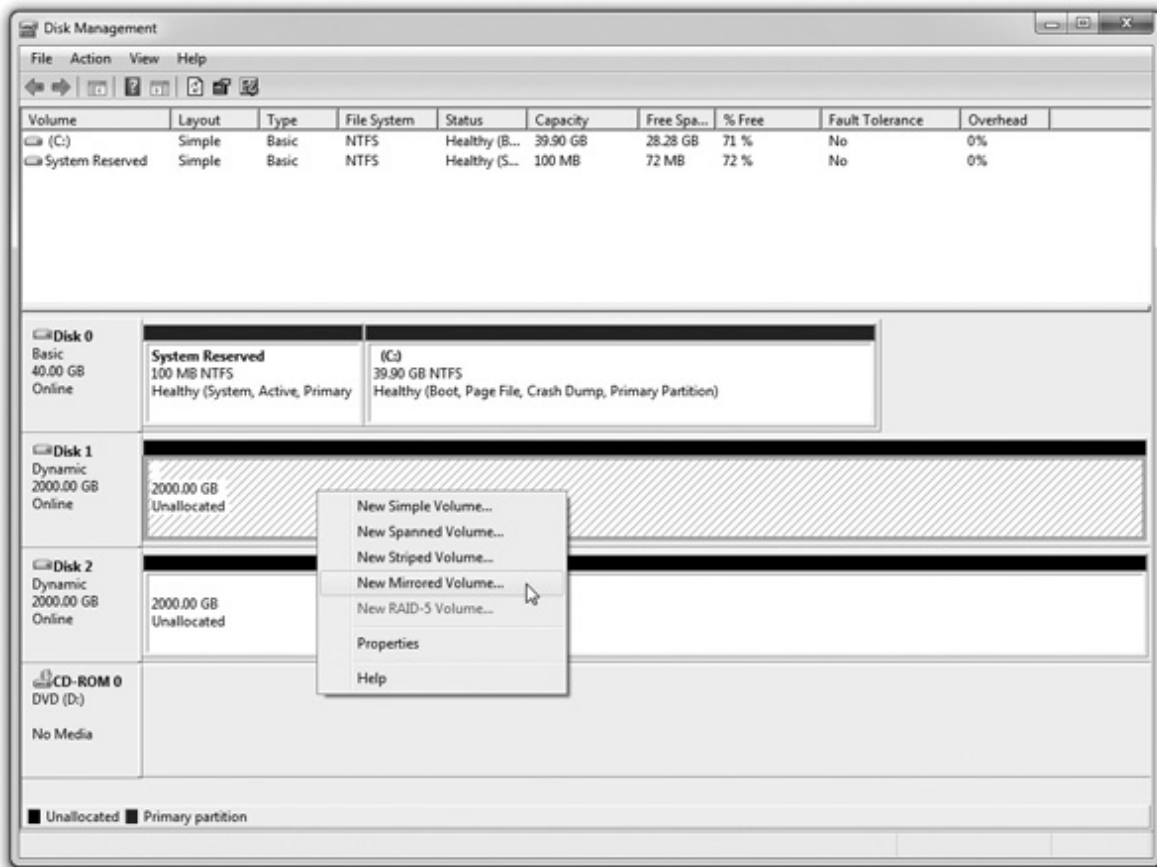 Disk Management
File Action View Help
Volume Layout Type File System Status Capacity Free Spa... % Free Fault Tolerance Overhead
(C:) Simple Basic NTFS Healthy (B... 39.90 GB 28.28 GB 71 % No 0%
System Reserved Simple Basic NTFS Healthy (S... 100 MB 72 MB 72 % No 0%
Disk 0
Basic
40.00 GB
Online
System Reserved
100 MB NTFS
Healthy (System, Active, Primary
(C:)
39.90 GB NTFS
Healthy (Boot, Page File, Crash Dump, Primary Partition)
Disk 1
Dynamic
2000.00 GB
Online
2000.00 GB
Unallocated
New Simple Volume...
New Spanned Volume...
New Striped Volume...
New Mirrored Volume...
New RAID-5 Volume...
Properties
Help
Disk 2
Dynamic
2000.00 GB
Online
2000.00 GB
Unallocated
CD-ROM 0
DVD (D:)
No Media
Unallocated Primary partition